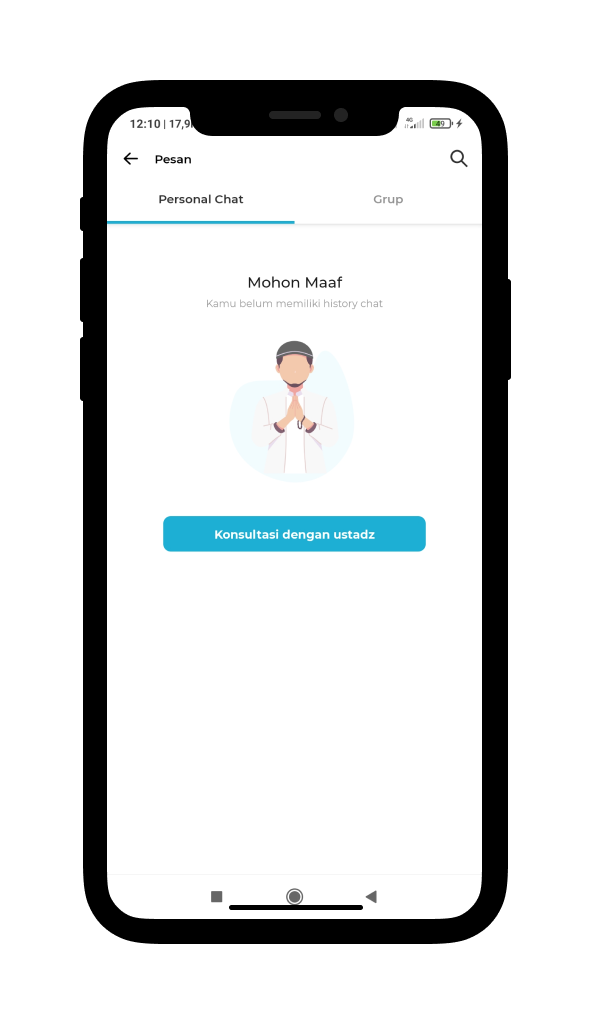 12:10 | 17,9
4G
49
Pesan
Personal Chat
Grup
Mohon Maaf
Kamu belum memiliki history chat
Konsultasi dengan ustadz